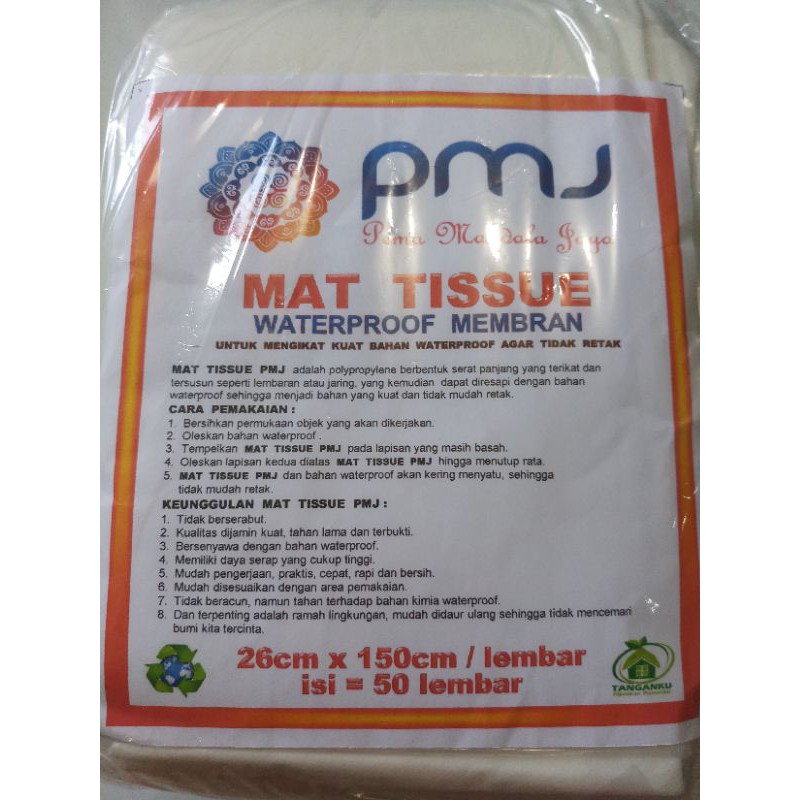 PMJ
Pema Mandala Jaya
MAT TISSUE
WATERPROOF MEMBRAN
UNTUK MENGIKAT KUAT BAHAN WATERPROOF AGAR TIDAK RETAK
MAT TISSUE PMJ adalah polypropylene berbentuk serat panjang yang terikat dan
tersusun seperti lembaran atau jaring, yang kemudian dapat diresapi dengan bahan
waterproof sehingga menjadi bahan yang kuat dan tidak mudah retak.
CARA PEMAKAIAN :
1. Bersihkan permukaan objek yang akan dikerjakan.
2. Oleskan bahan waterproof .
3. Tempelkan MAT TISSUE PMJ pada lapisan yang masih basah.
4. Oleskan lapisan kedua diatas MAT TISSUE PMJ hingga menutup rata.
5. MAT TISSUE PMJ dan bahan waterproof akan kering menyatu, sehingga
tidak mudah retak.
KEUNGGULAN MAT TISSUE PMJ :
1. Tidak berserabut.
2. Kualitas dijamin kuat, tahan lama dan terbukti.
3. Bersenyawa dengan bahan waterproof.
4. Memiliki daya serap yang cukup tinggi.
5. Mudah pengerjaan, praktis, cepat, rapi dan bersih.
6. Mudah disesuaikan dengan area pemakaian.
7. Tidak beracun, namun tahan terhadap bahan kimia waterproof.
8. Dan terpenting adalah ramah lingkungan, mudah didaur ulang sehingga tidak mencemari
bumi kita tercinta.
26cm x 150cm / lembar
isi = 50 lembar
TANGANKU